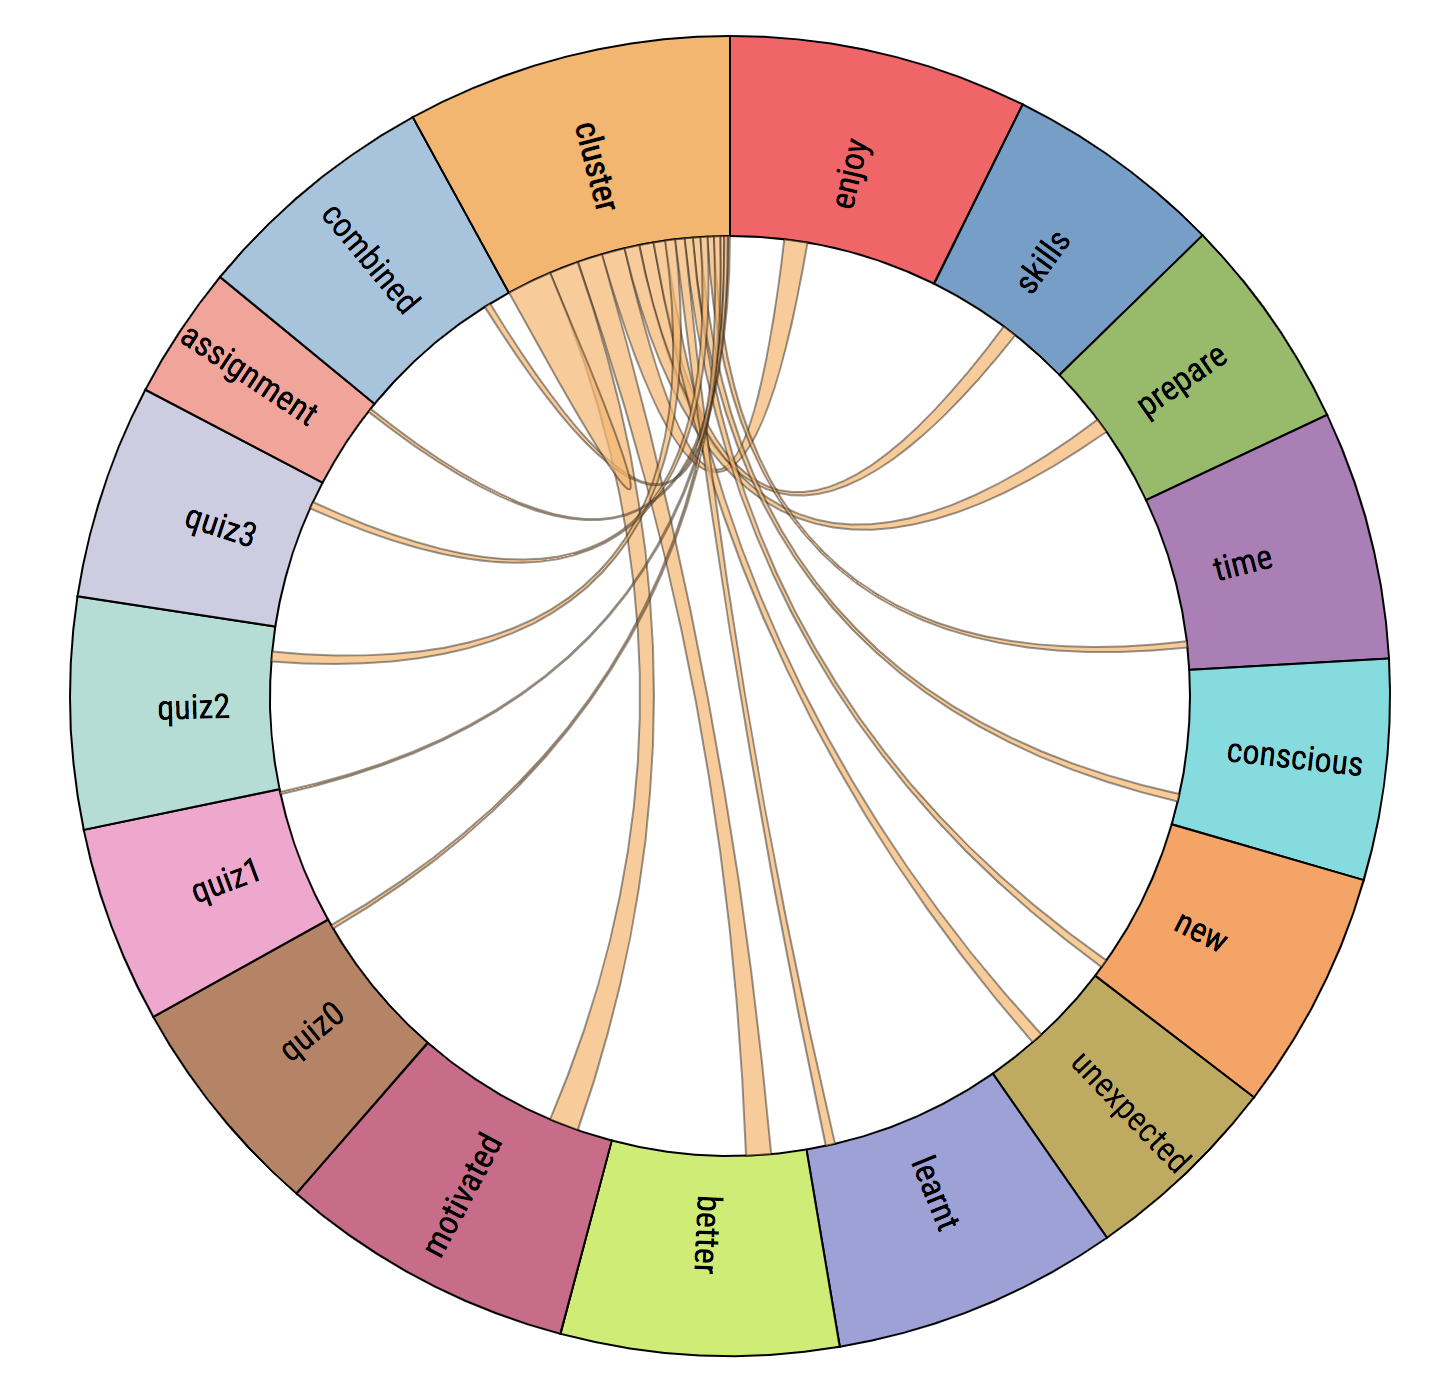 enjoy
skills
prepare
time
conscious
new
unexpected
learnt
better
motivated
quiz0
quiz1
quiz2
quiz3
assignment
combined
cluster